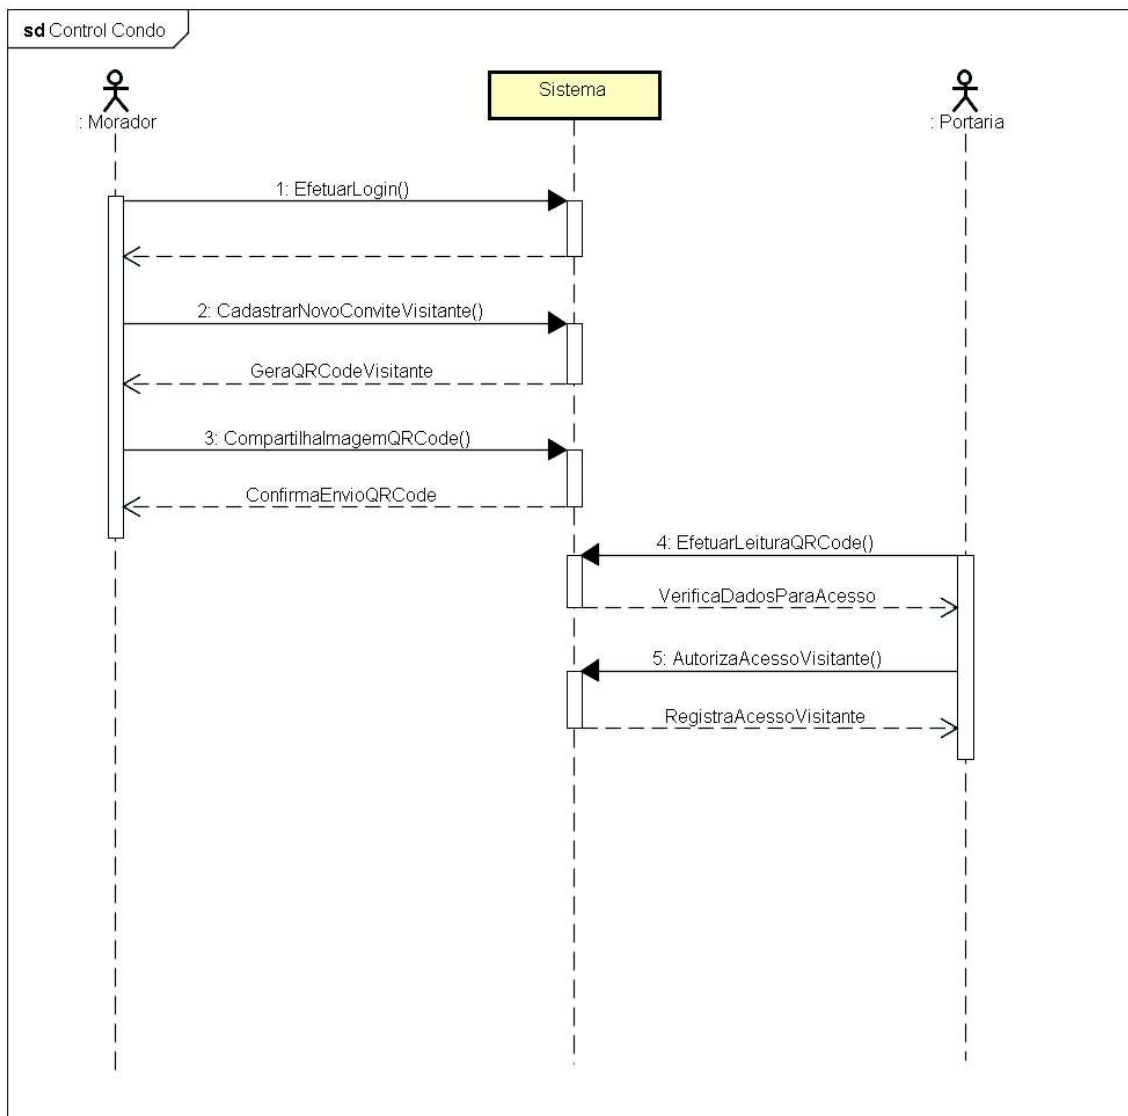 sd Control Condo
: Morador
Sistema
: Portaria
1: EfetuarLogin()
2: CadastrarNovoConviteVisitante()
GeraQRCodeVisitante
3: CompartilhaImagemQRCode()
ConfirmaEnvioQRCode
4: EfetuarLeituraQRCode()
VerificaDadosParaAcesso
5: AutorizaAcessoVisitante()
RegistraAcessoVisitante